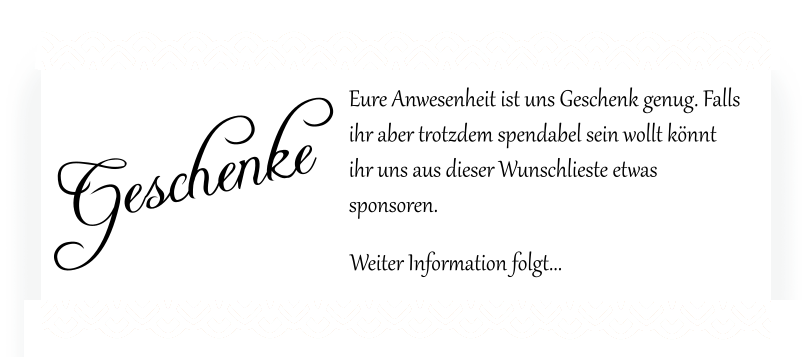 Geschenke
Eure Anwesenheit ist uns Geschenk genug. Falls
ihr aber trotzdem spendabel sein wollt könnt
ihr uns aus dieser Wunschlieste etwas
sponsoren.
Weiter Information folgt...